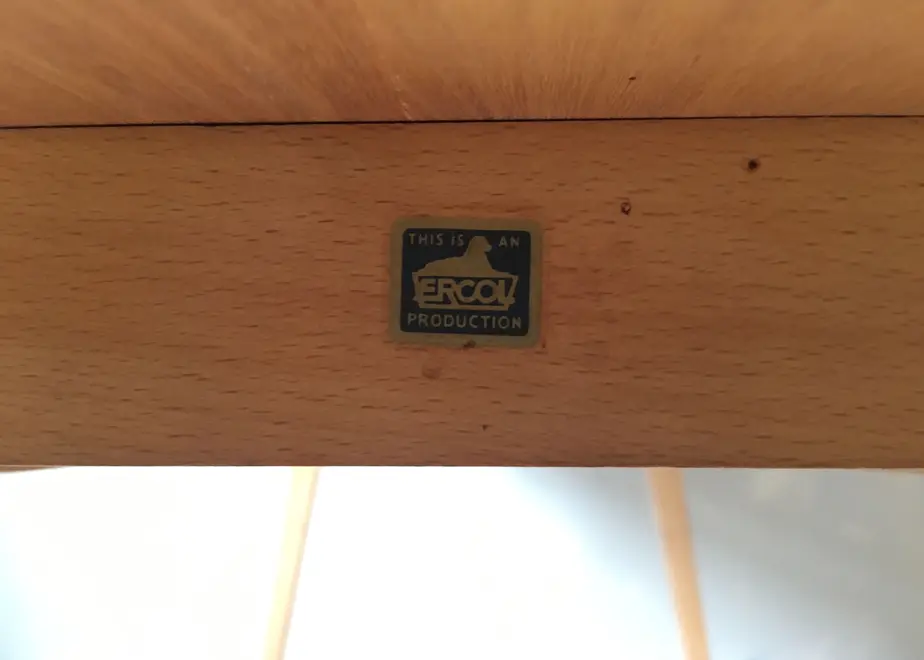 THIS IS AN
ERCOL
PRODUCTION